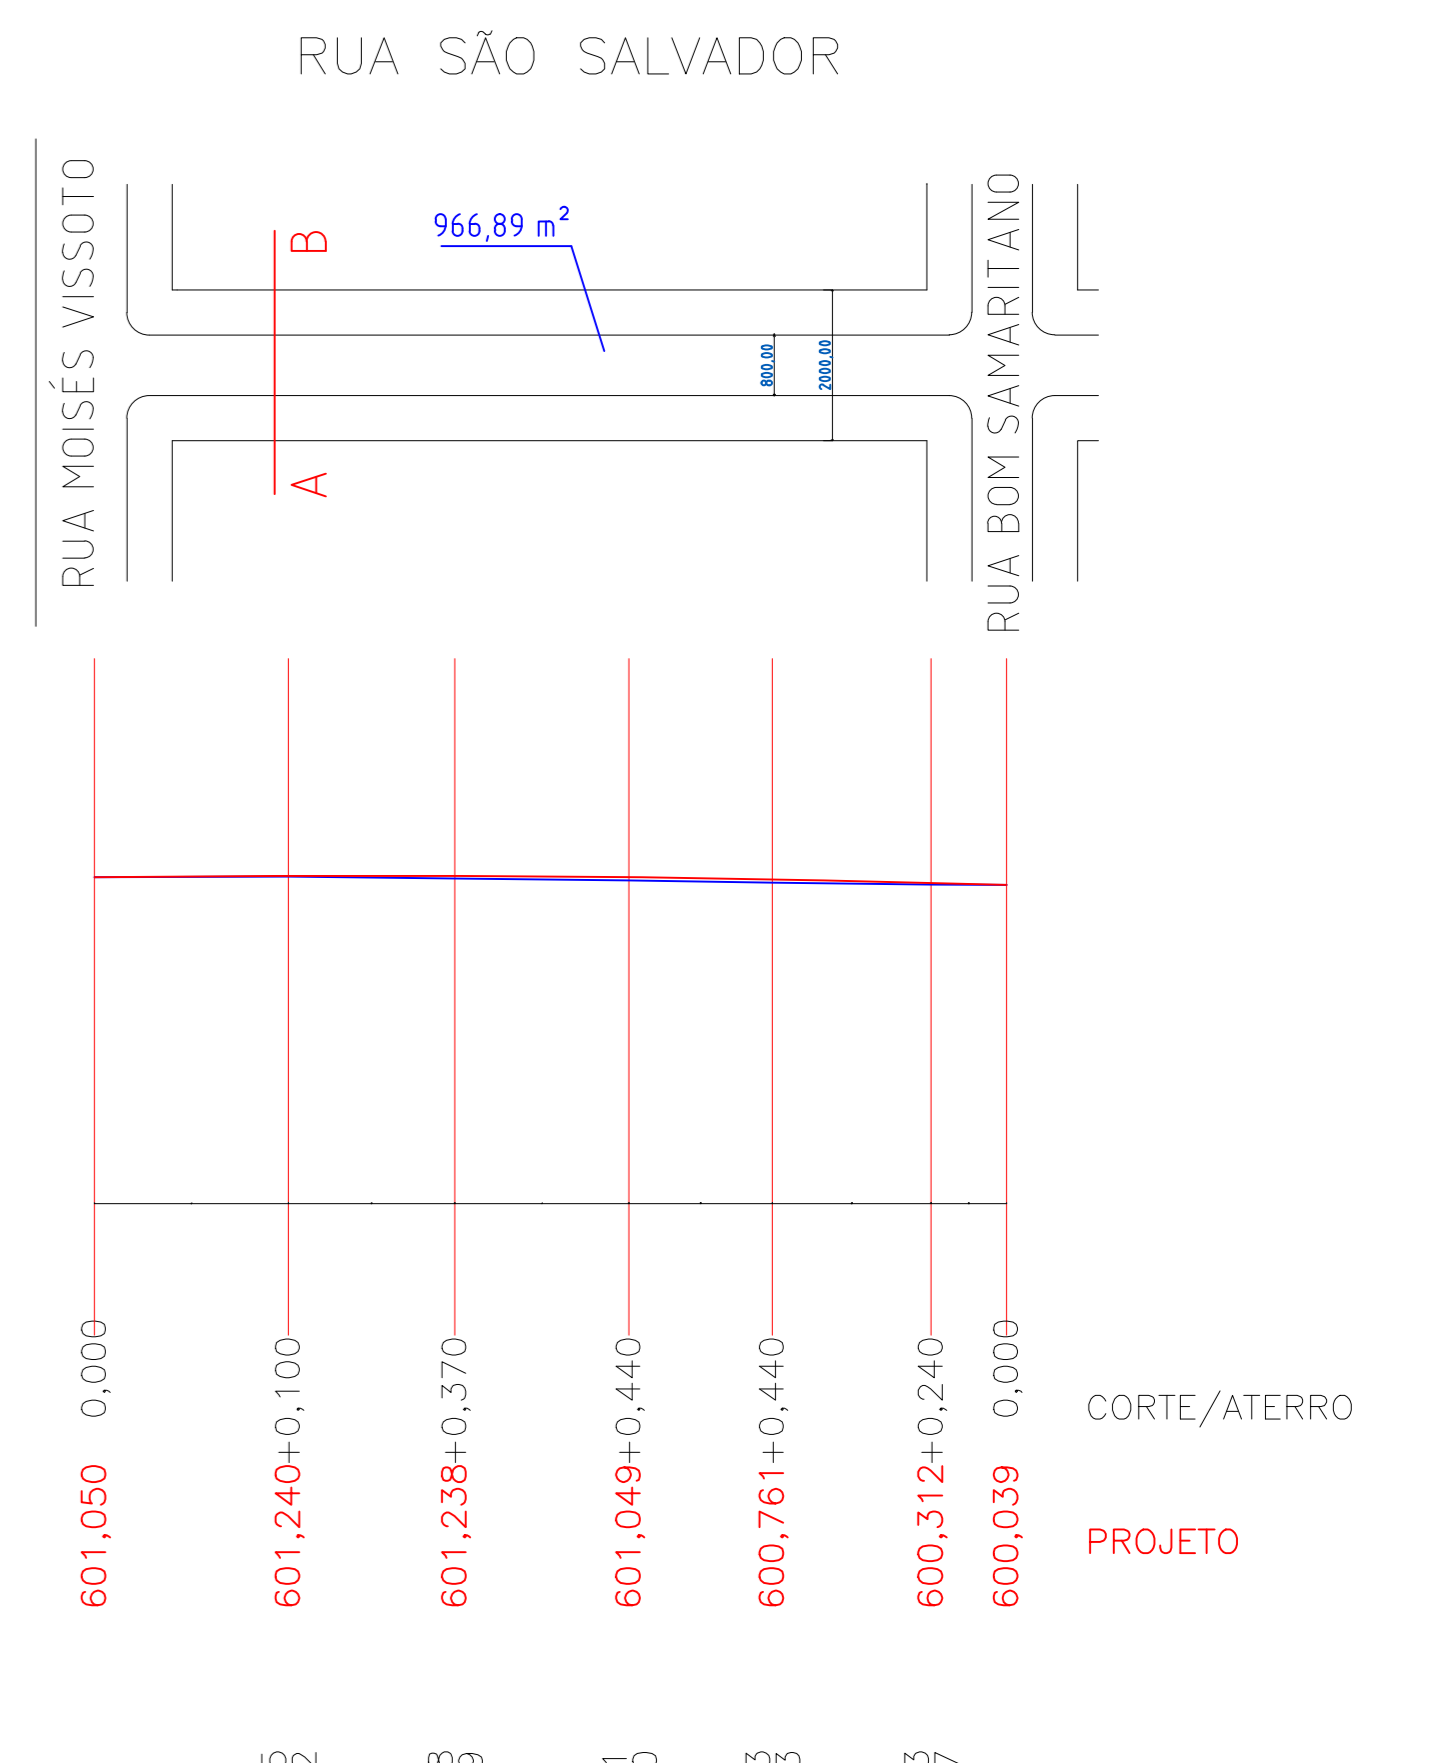 RUA SÃO SALVADOR
RUA MOISÉS VISSOTO
966,89 m²
B
A
800,00
2000,00
RUA BOM SAMARITANO
0,000
+0,100
+0,370
+0,440
+0,440
+0,240
0,000
CORTE/ATERRO
601,050
601,240
601,238
601,049
600,761
600,312
600,039
PROJETO